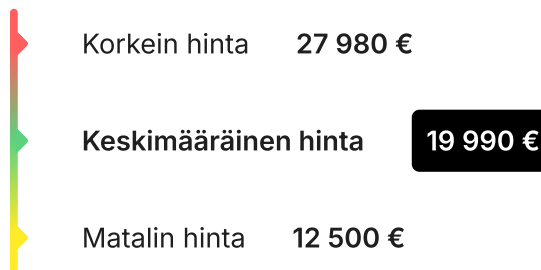 Korkein hinta 27 980 €
Keskimääräinen hinta 19 990 €
Matalin hinta 12 500 €